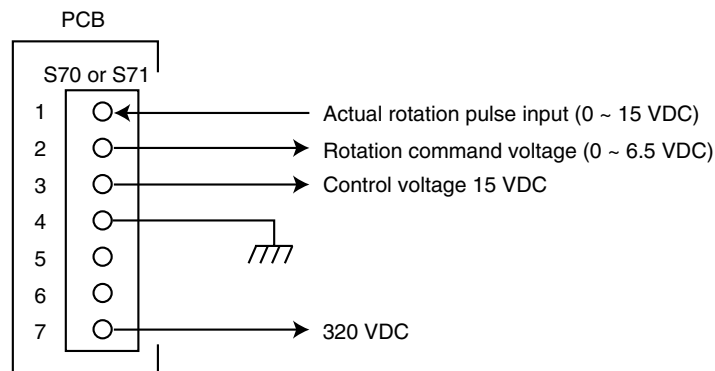 PCB
S70 or S71
1 Actual rotation pulse input (0 ~ 15 VDC)
2 Rotation command voltage (0 ~ 6.5 VDC)
3 Control voltage 15 VDC
4
5
6
7 320 VDC